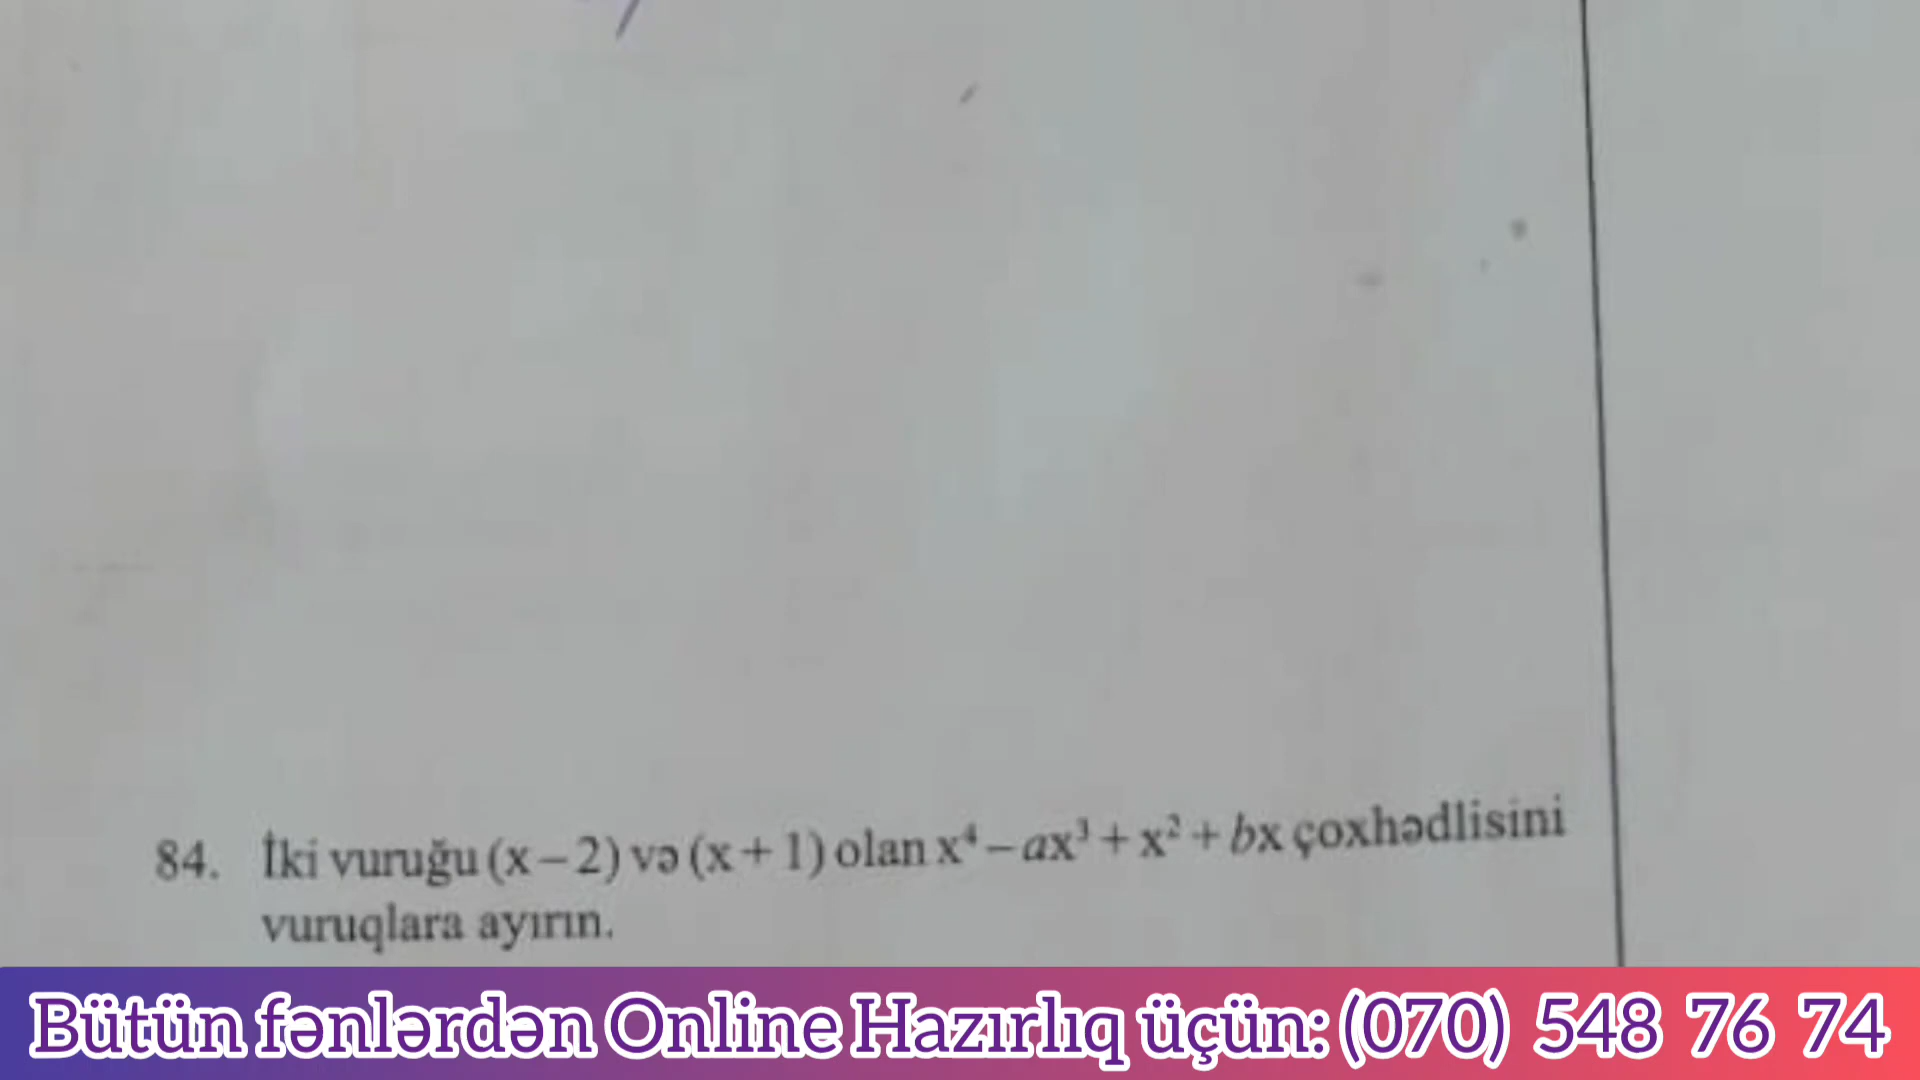 84. İki vuruğu (x – 2) və (x + 1) olan x⁴ – ax³ + x² + bx çoxhədlisini
vuruqlara ayırın.
Bütün fənlərdən Online Hazırlıq üçün: (070) 548 76 74